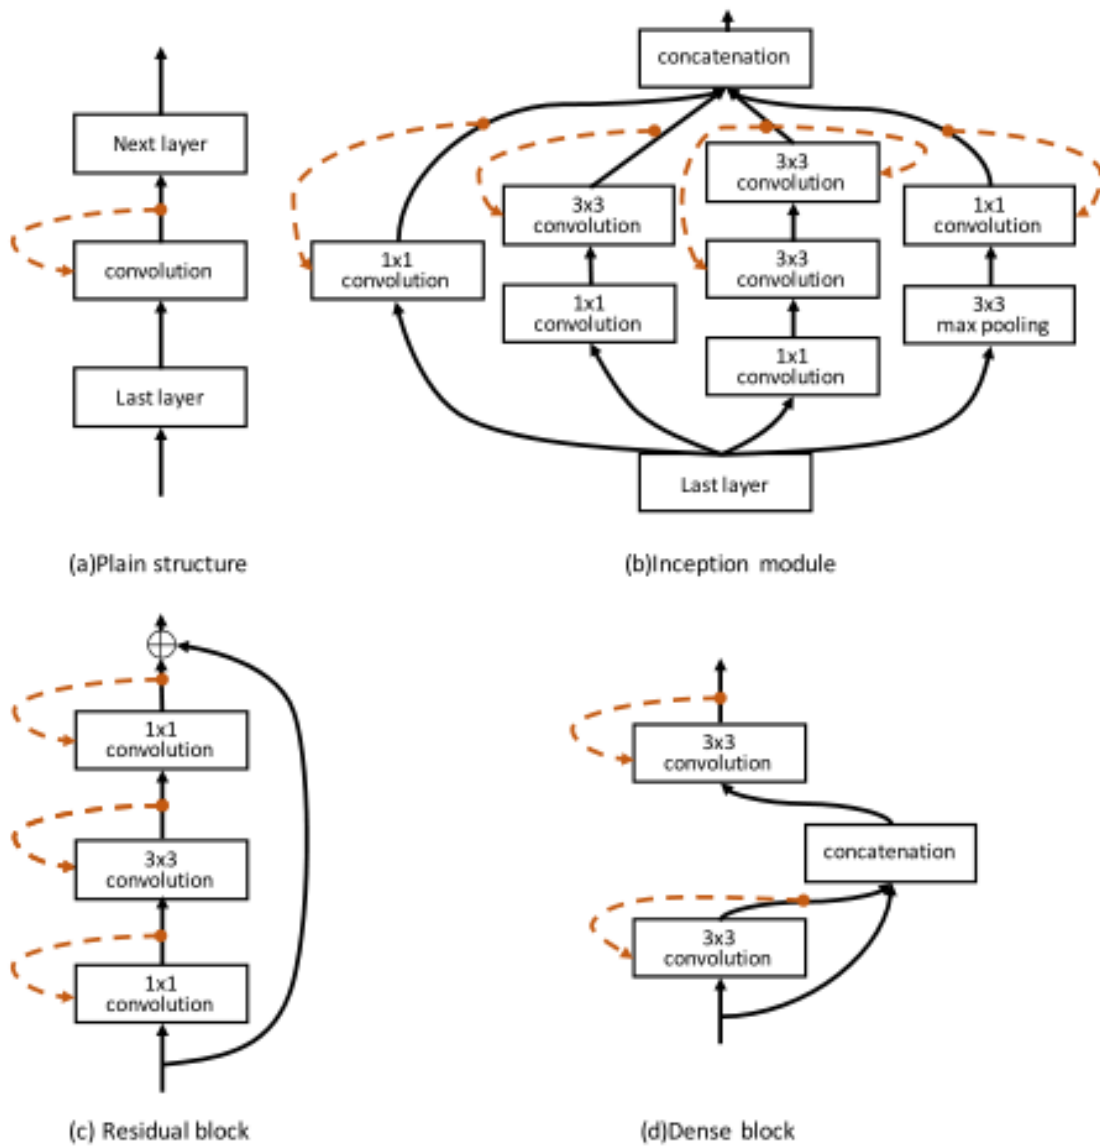 Next layer
convolution
Last layer
(a)Plain structure
concatenation
1x1
convolution
3x3
convolution
1x1
convolution
3x3
convolution
3x3
convolution
1x1
convolution
1x1
convolution
3x3
max pooling
Last layer
(b)Inception module
1x1
convolution
3x3
convolution
1x1
convolution
(c) Residual block
3x3
convolution
concatenation
3x3
convolution
(d)Dense block